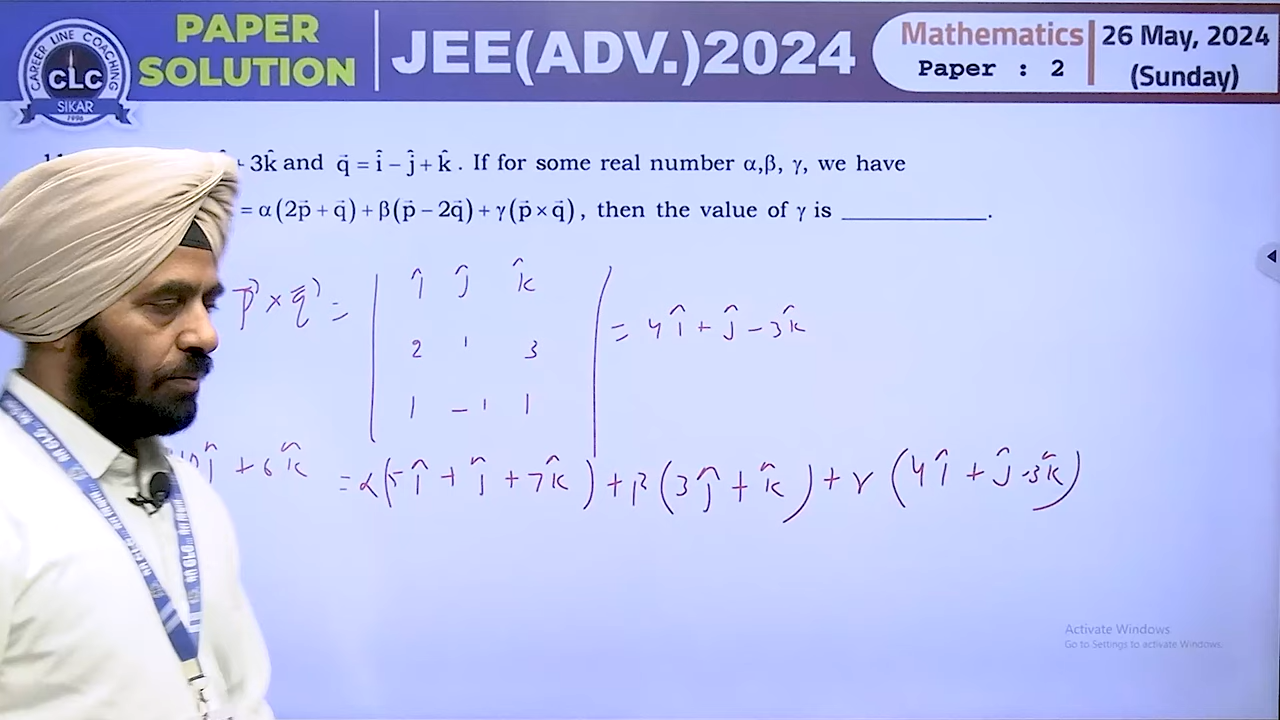 PAPER SOLUTION
JEE(ADV.)2024
Mathematics
Paper : 2
26 May, 2024
(Sunday)
CAREER LINE COACHING
CLC
SIKAR
1996
+ 3k̂ and q⃗ = î − ĵ + k̂ . If for some real number α,β, γ, we have
= α(2p⃗ + q⃗) + β(p⃗ − 2q⃗) + γ(p⃗ × q⃗), then the value of γ is ____________.
p⃗ × q⃗ = | î ĵ k̂ | = 4î + ĵ − 3k̂
2 1 3
1 −1 1
ĵ + 6k̂ = α(5î + ĵ + 7k̂) + β(3ĵ + k̂) + γ(4î + ĵ -3k̂)
Activate Windows
Go to Settings to activate Windows.